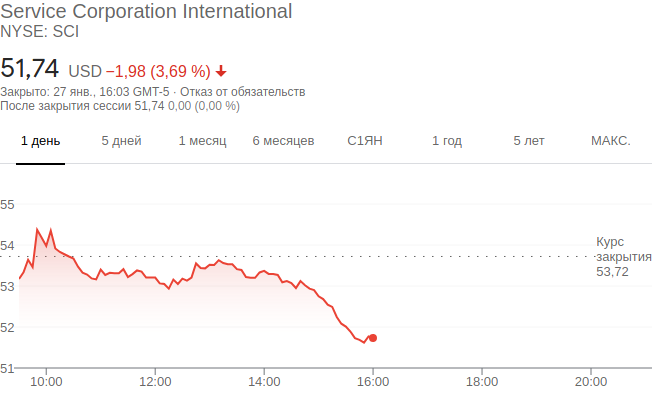 Service Corporation International
NYSE: SCI
51,74 USD −1,98 (3,69 %)
Закрыто: 27 янв., 16:03 GMT-5 · Отказ от обязательств
После закрытия сессии 51,74 0,00 (0,00 %)
1 день 5 дней 1 месяц 6 месяцев С1ЯН 1 год 5 лет МАКС.
55
54
Курс
закрытия
53,72
53
52
51
10:00 12:00 14:00 16:00 18:00 20:00